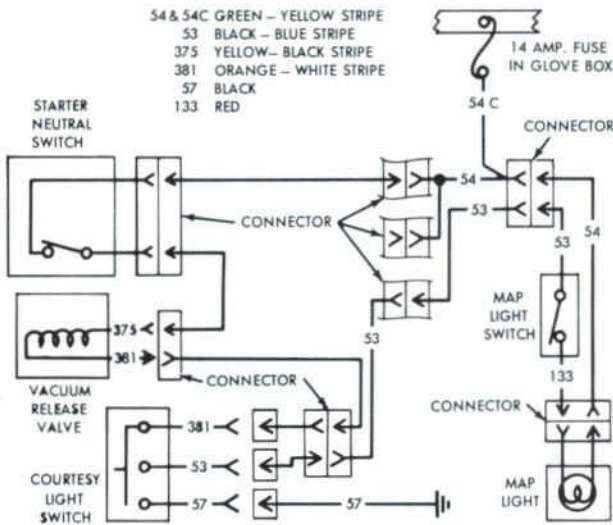 54 & 54C GREEN – YELLOW STRIPE
53 BLACK – BLUE STRIPE
375 YELLOW – BLACK STRIPE
381 ORANGE – WHITE STRIPE
57 BLACK
133 RED
14 AMP. FUSE
IN GLOVE BOX
54 C
STARTER
NEUTRAL
SWITCH
CONNECTOR
54
CONNECTOR
53
53
54
375
381
MAP
LIGHT
SWITCH
53
VACUUM
RELEASE
VALVE
CONNECTOR
133
381
CONNECTOR
53
COURTESY
LIGHT
SWITCH
57
57
MAP
LIGHT